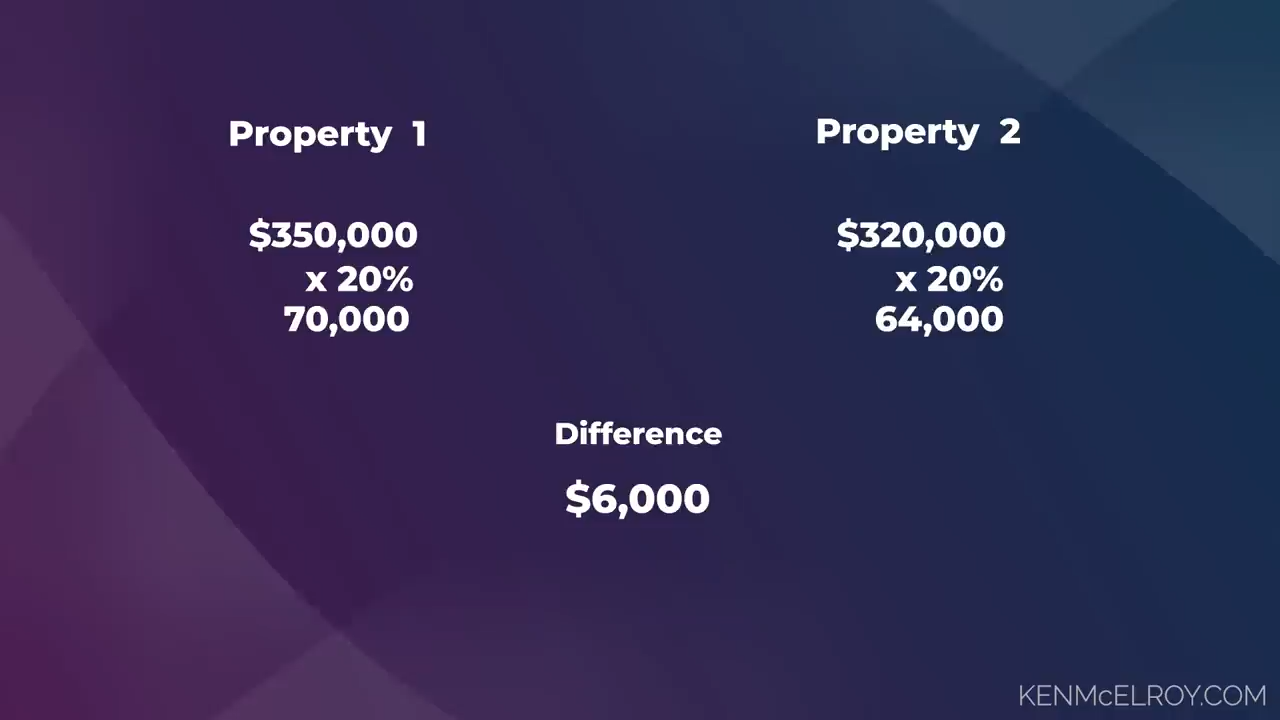 Property 1
$350,000
x 20%
70,000
Property 2
$320,000
x 20%
64,000
Difference
$6,000
KENMcELROY.COM